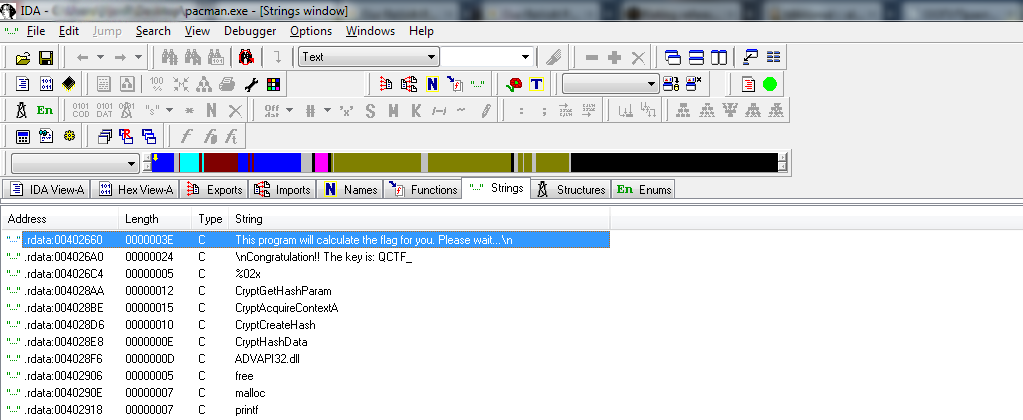 IDA - \pacman.exe - [Strings window]
File Edit Jump Search View Debugger Options Windows Help
Text
En
IDA View-A Hex View-A Exports Imports N Names Functions "..." Strings Structures En Enums
Address Length Type String
"..." .rdata:00402660 0000003E C This program will calculate the flag for you. Please wait...\n
"..." .rdata:004026A0 00000024 C \nCongratulation!! The key is: QCTF_
"..." .rdata:004026C4 00000005 C %02x
"..." .rdata:004028AA 00000012 C CryptGetHashParam
"..." .rdata:004028BE 00000015 C CryptAcquireContextA
"..." .rdata:004028D6 00000010 C CryptCreateHash
"..." .rdata:004028E8 0000000E C CryptHashData
"..." .rdata:004028F6 0000000D C ADVAPI32.dll
"..." .rdata:00402906 00000005 C free
"..." .rdata:0040290E 00000007 C malloc
"..." .rdata:00402918 00000007 C printf